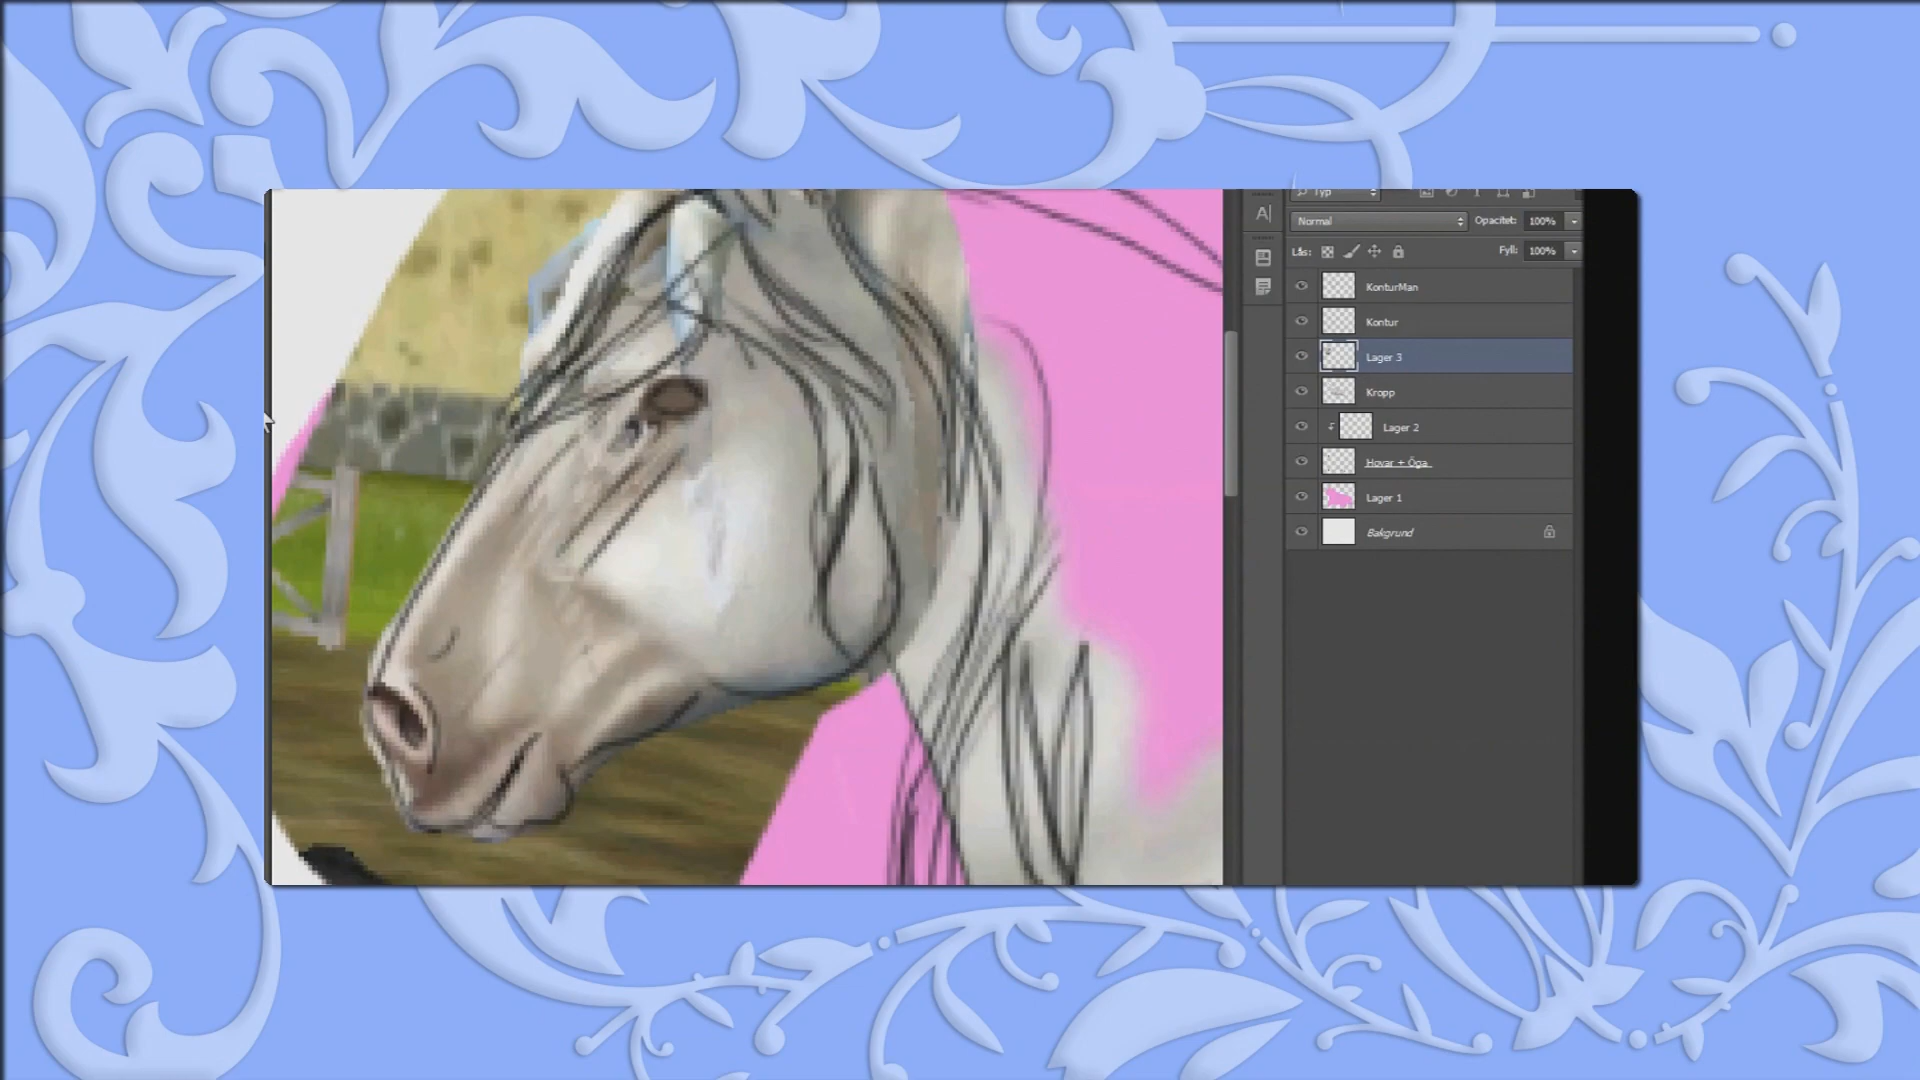 Typ
A|
Normal Opacitet: 100%
Lås: Fyll: 100%
KonturMan
Kontur
Lager 3
Kropp
Lager 2
Hovar + Öga
Lager 1
Bakgrund